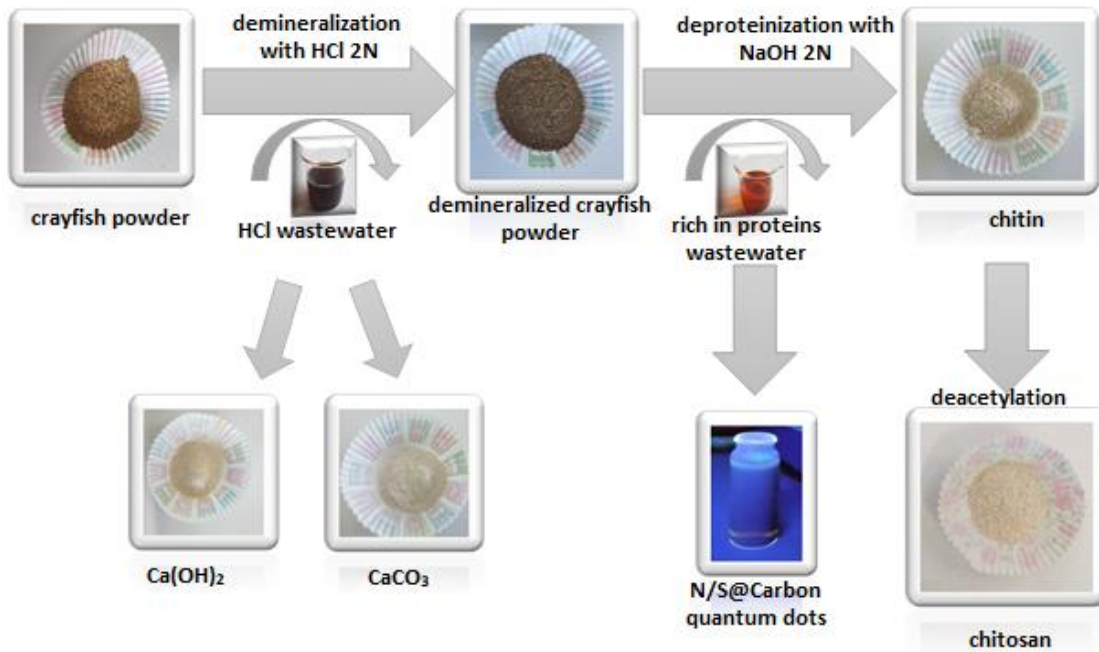 demineralization
with HCl 2N
deproteinization with
NaOH 2N
crayfish powder
HCl wastewater
demineralized crayfish
powder
rich in proteins
wastewater
chitin
deacetylation
Ca(OH)₂
CaCO₃
N/S@Carbon
quantum dots
chitosan